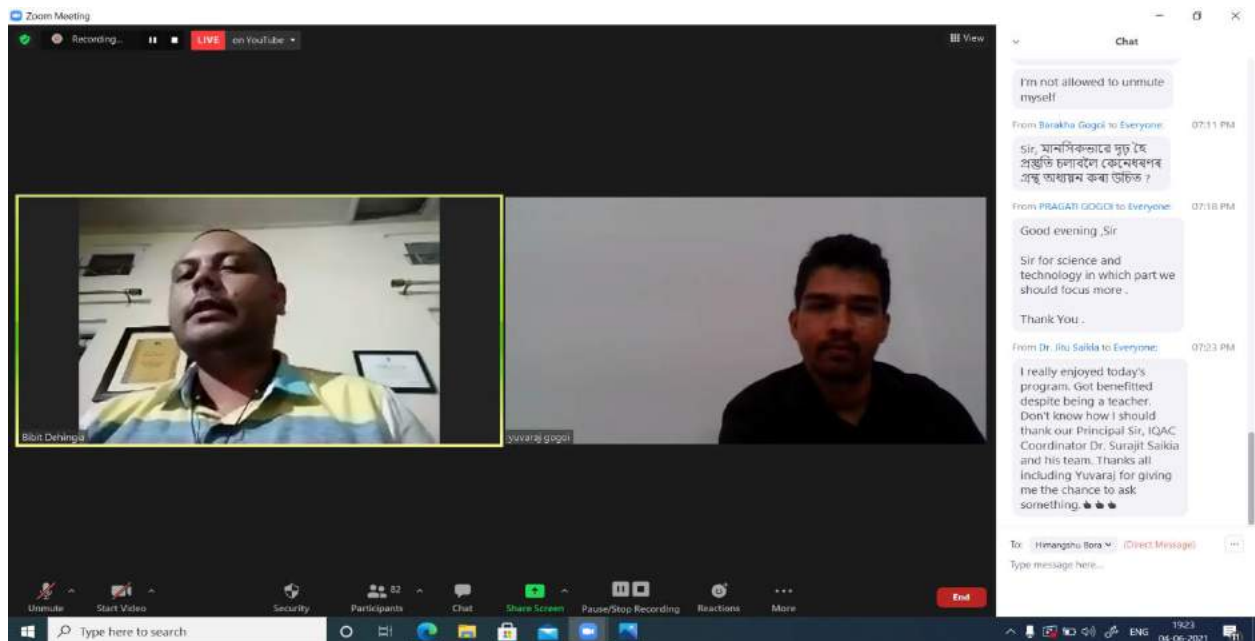 Zoom Meeting
Recording...
LIVE on YouTube
View
Chat
I'm not allowed to unmute
myself
From Barakha Gogoi to Everyone: 07:11 PM
Sir, মানসিকভাৱে দৃঢ় হৈ
প্ৰস্তুতি চলাবলৈ কেনেধৰণৰ
গ্ৰন্থ অধ্যয়ন কৰা উচিত ?
From PRAGATI GOGOI to Everyone: 07:18 PM
Good evening ,Sir
Sir for science and
technology in which part we
should focus more .
Thank You .
From Dr. Jitu Saikia to Everyone: 07:23 PM
I really enjoyed today's
program. Got benefitted
despite being a teacher.
Don't know how I should
thank our Principal Sir, IQAC
Coordinator Dr. Surajit Saikia
and his team. Thanks all
including Yuvaraj for giving
me the chance to ask
something.
Bibit Dehingia
yuvaraj gogoi
To: Himangshu Bora (Direct Message)
Type message here...
Unmute
Start Video
Security
82
Participants
Chat
Share Screen
Pause/Stop Recording
Reactions
More
End
Type here to search
ENG
1923
04-06-2021